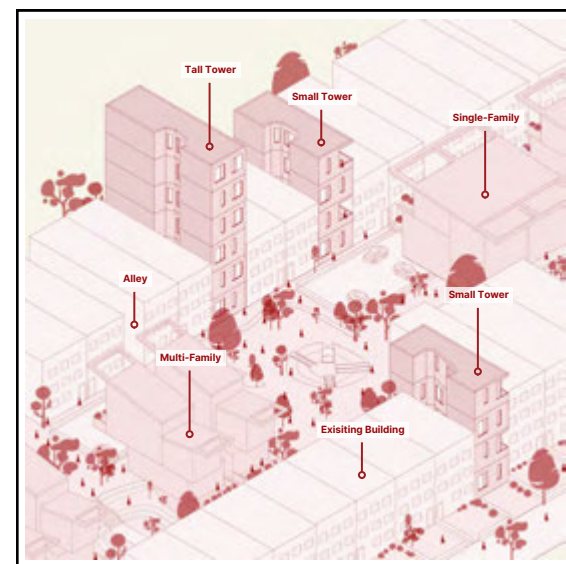 Tall Tower
Small Tower
Single-Family
Alley
Small Tower
Multi-Family
Exisiting Building